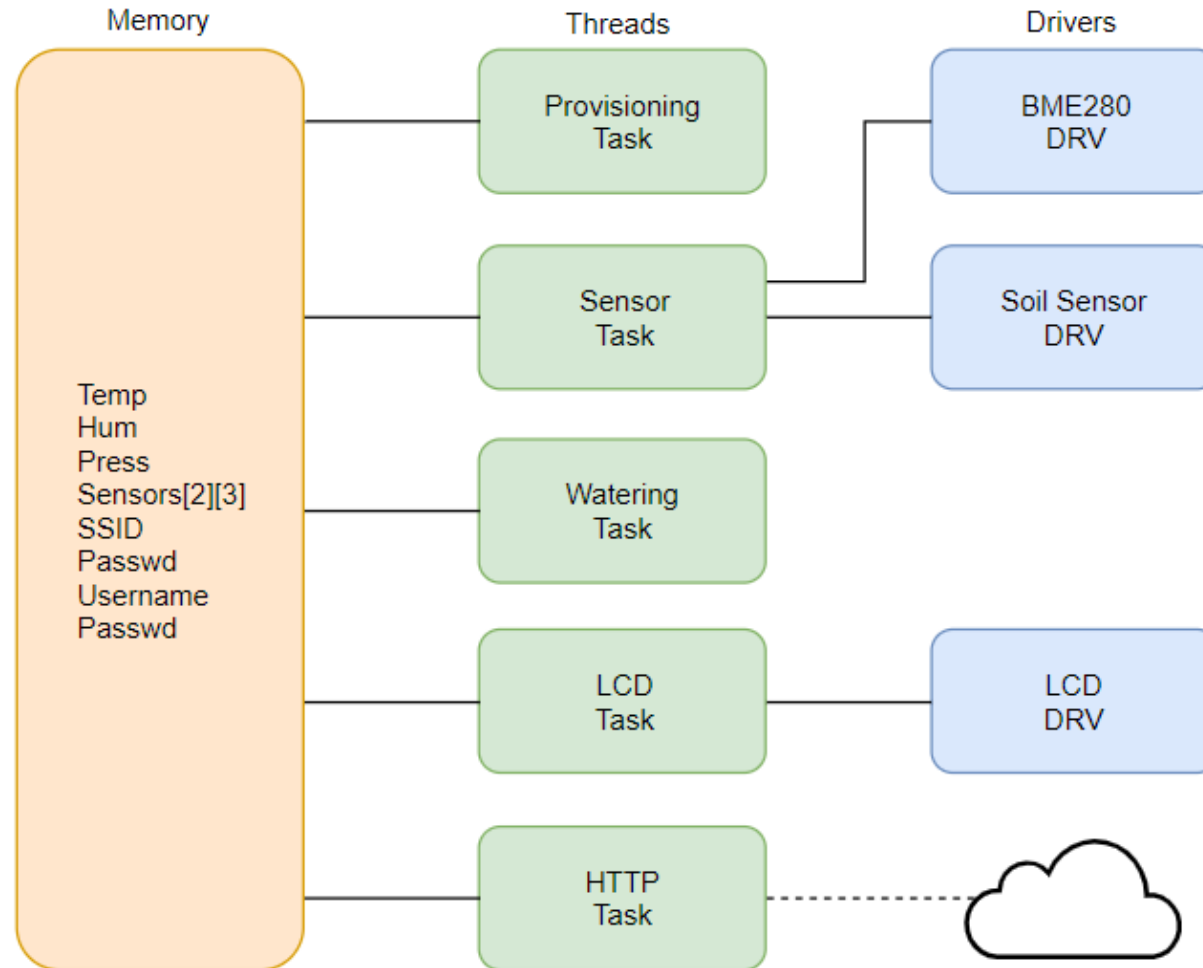 Memory
Threads
Drivers
Provisioning
Task
BME280
DRV
Sensor
Task
Soil Sensor
DRV
Temp
Hum
Press
Sensors[2][3]
SSID
Passwd
Username
Passwd
Watering
Task
LCD
Task
LCD
DRV
HTTP
Task